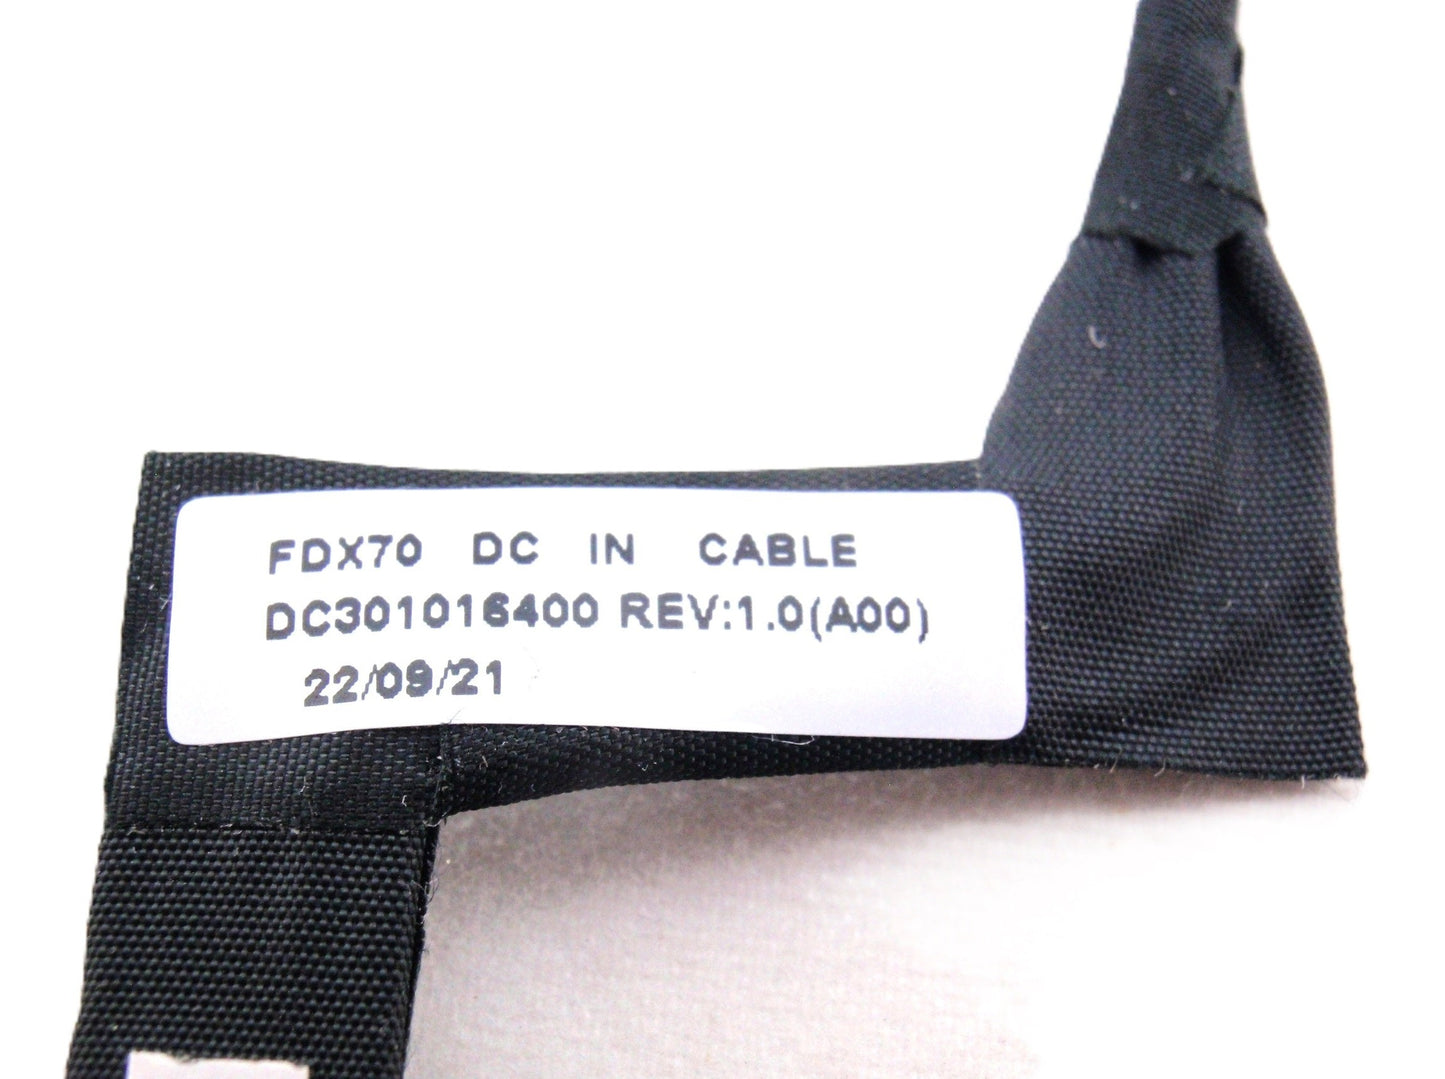 FDX70 DC IN CABLE
DC301016400 REV:1.0(A00)
22/09/21